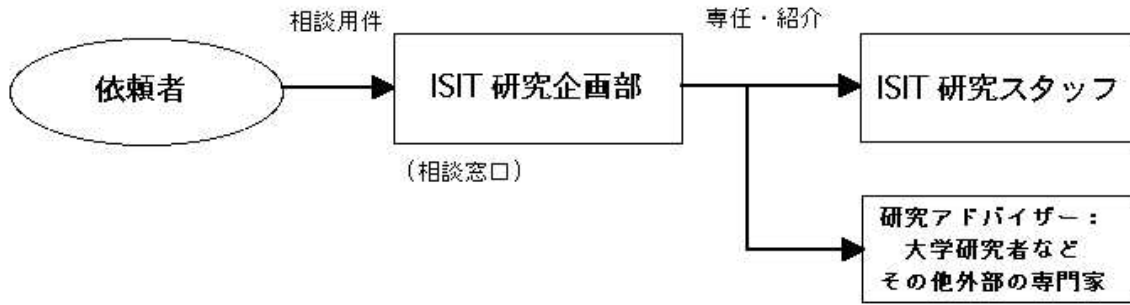 相談用件
専任・紹介
依頼者
ISIT 研究企画部
ISIT 研究スタッフ
(相談窓口)
研究アドバイザー：
大学研究者など
その他外部の専門家